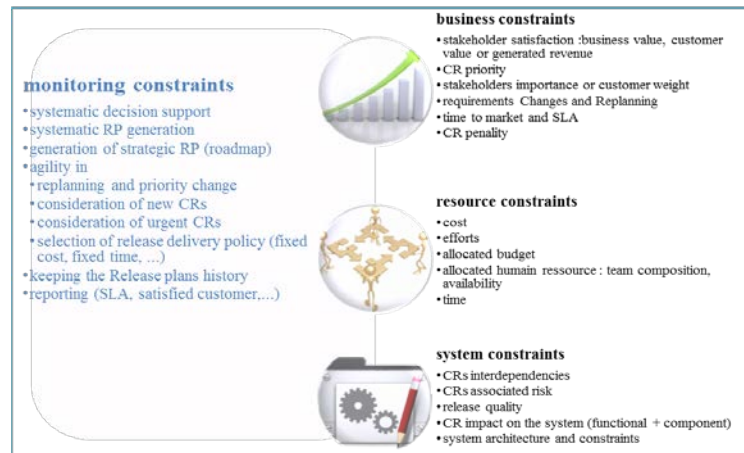 monitoring constraints
•systematic decision support
•systematic RP generation
•generation of strategic RP (roadmap)
•agility in
•replanning and priority change
•consideration of new CRs
•consideration of urgent CRs
•selection of release delivery policy (fixed
cost, fixed time, ...)
•keeping the Release plans history
•reporting (SLA, satisfied customer,...)
business constraints
•stakeholder satisfaction :business value, customer
value or generated revenue
•CR priority
•stakeholders importance or customer weight
•requirements Changes and Replanning
•time to market and SLA
•CR penality
resource constraints
•cost
•efforts
•allocated budget
•allocated human ressource : team composition,
availability
•time
system constraints
•CRs interdependencies
•CRs associated risk
•release quality
•CR impact on the system (functional + component)
•system architecture and constraints